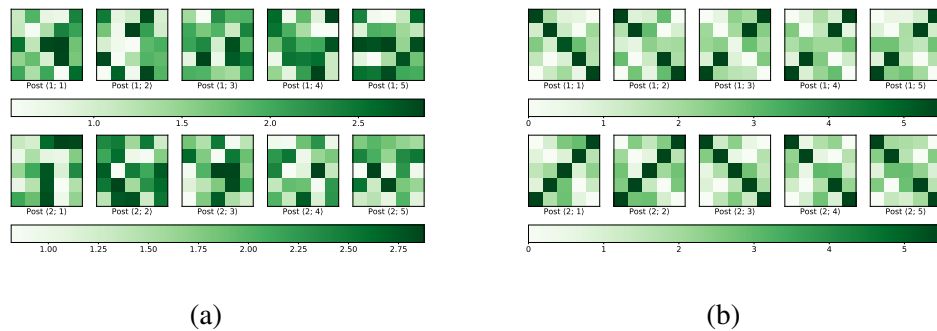 Post (1; 1) Post (1; 2) Post (1; 3) Post (1; 4) Post (1; 5)
1.0 1.5 2.0 2.5
Post (2; 1) Post (2; 2) Post (2; 3) Post (2; 4) Post (2; 5)
1.00 1.25 1.50 1.75 2.00 2.25 2.50 2.75
(a)
Post (1; 1) Post (1; 2) Post (1; 3) Post (1; 4) Post (1; 5)
0 1 2 3 4 5
Post (2; 1) Post (2; 2) Post (2; 3) Post (2; 4) Post (2; 5)
0 1 2 3 4 5
(b)